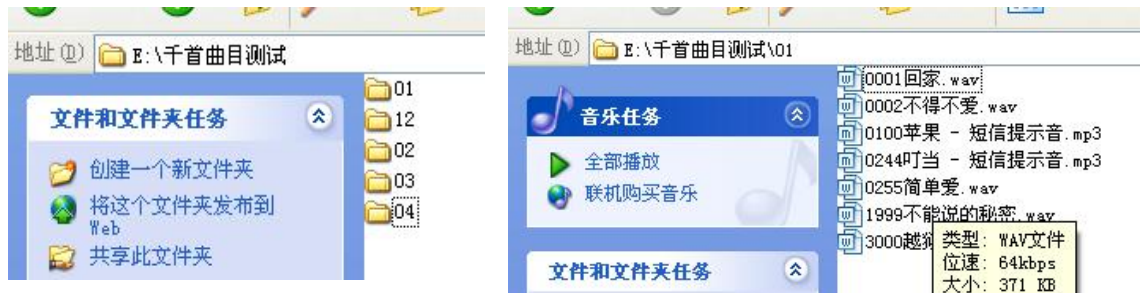 地址(D) E:\千首曲目测试
文件和文件夹任务
创建一个新文件夹
将这个文件夹发布到
Web
共享此文件夹
01
12
02
03
04
地址(D) E:\千首曲目测试\01
音乐任务
全部播放
联机购买音乐
文件和文件夹任务
0001回家.wav
0002不得不爱.wav
0100苹果 - 短信提示音.mp3
0244叮当 - 短信提示音.mp3
0255简单爱.wav
1999不能说的秘密.wav
3000越狱
类型: WAV文件
位速: 64kbps
大小: 371 KB